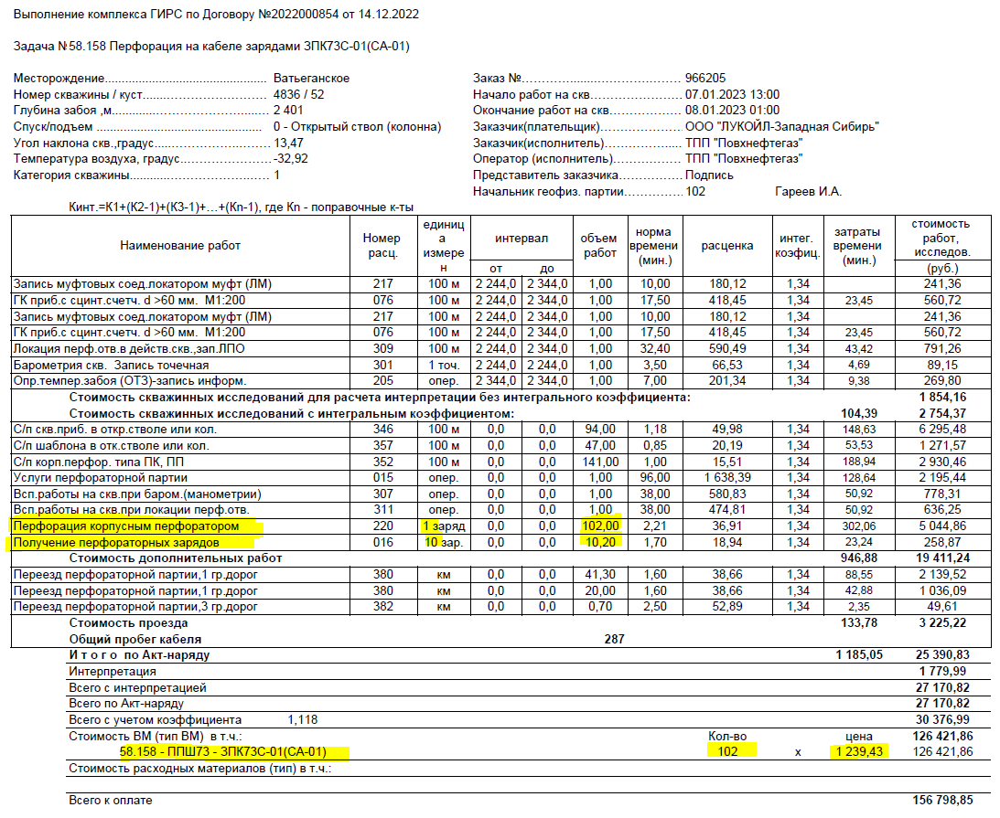 Выполнение комплекса ГИРС по Договору №2022000854 от 14.12.2022
Задача №58.158 Перфорация на кабеле зарядами ЗПК73С-01(СА-01)
Месторождение................................................ Ватьеганское Заказ №................................................ 966205
Номер скважины / куст................................ 4836 / 52 Начало работ на скв........................ 07.01.2023 13:00
Глубина забоя ,м............................................ 2 401 Окончание работ на скв.................. 08.01.2023 01:00
Спуск/подъем ................................................ 0 - Открытый ствол (колонна) Заказчик(плательщик)...................... ООО "ЛУКОЙЛ-Западная Сибирь"
Угол наклона скв.,градус............................ 13,47 Заказчик(исполнитель)...................... ТПП "Повхнефтегаз"
Температура воздуха, градус...................... -32,92 Оператор (исполнитель).................. ТПП "Повхнефтегаз"
Категория скважины.................................... 1 Представитель заказчика................ Подпись
Начальник геофиз. партии................ 102 Гареев И.А.
Кинт.=К1+(К2-1)+(К3-1)+...+(Кn-1), где Кn - поправочные к-ты
Наименование работ Номер расц. единица измерен интервал от до объем работ норма времени (мин.) расценка интег. коэфиц. затраты времени (мин.) стоимость работ, исследов. (руб.)
Запись муфтовых соед.локатором муфт (ЛМ) 217 100 м 2 244,0 2 344,0 1,00 10,00 180,12 1,34 241,36
ГК приб.с сцинт.счетч. d >60 мм. М1:200 076 100 м 2 244,0 2 344,0 1,00 17,50 418,45 1,34 23,45 560,72
Запись муфтовых соед.локатором муфт (ЛМ) 217 100 м 2 244,0 2 344,0 1,00 10,00 180,12 1,34 241,36
ГК приб.с сцинт.счетч. d >60 мм. М1:200 076 100 м 2 244,0 2 344,0 1,00 17,50 418,45 1,34 23,45 560,72
Локация перф.отв.в действ.скв.,зап.ЛПО 309 100 м 2 244,0 2 344,0 1,00 32,40 590,49 1,34 43,42 791,26
Барометрия скв. Запись точечная 301 1 точ. 2 244,0 2 244,0 1,00 3,50 66,53 1,34 4,69 89,15
Опр.темпер.забоя (ОТЗ)-запись информ. 205 опер. 2 344,0 2 344,0 1,00 7,00 201,34 1,34 9,38 269,80
Стоимость скважинных исследований для расчета интерпретации без интегрального коэффициента: 1 854,16
Стоимость скважинных исследований с интегральным коэффициентом: 104,39 2 754,37
С/п скв.приб. в откр.стволе или кол. 346 100 м 0,0 0,0 94,00 1,18 49,98 1,34 148,63 6 295,48
С/п шаблона в отк.стволе или кол. 357 100 м 0,0 0,0 47,00 0,85 20,19 1,34 53,53 1 271,57
С/п корп.перфор. типа ПК, ПП 352 100 м 0,0 0,0 141,00 1,00 15,51 1,34 188,94 2 930,46
Услуги перфораторной партии 015 опер. 0,0 0,0 1,00 96,00 1 638,39 1,34 128,64 2 195,44
Всп.работы на скв.при баром.(манометрии) 307 опер. 0,0 0,0 1,00 38,00 580,83 1,34 50,92 778,31
Всп.работы на скв.при локации перф.отв. 311 опер. 0,0 0,0 1,00 38,00 474,81 1,34 50,92 636,25
Перфорация корпусным перфоратором 220 1 заряд 0,0 0,0 102,00 2,21 36,91 1,34 302,06 5 044,86
Получение перфораторных зарядов 016 10 зар. 0,0 0,0 10,20 1,70 18,94 1,34 23,24 258,87
Стоимость дополнительных работ 946,88 19 411,24
Переезд перфораторной партии,1 гр.дорог 380 км 0,0 0,0 41,30 1,60 38,66 1,34 88,55 2 139,52
Переезд перфораторной партии,1 гр.дорог 380 км 0,0 0,0 20,00 1,60 38,66 1,34 42,88 1 036,09
Переезд перфораторной партии,3 гр.дорог 382 км 0,0 0,0 0,70 2,50 52,89 1,34 2,35 49,61
Стоимость проезда 133,78 3 225,22
Общий пробег кабеля 287
И т о г о по Акт-наряду 1 185,05 25 390,83
Интерпретация 1 779,99
Всего с интерпретацией 27 170,82
Всего по Акт-наряду 27 170,82
Всего с учетом коэффициента 1,118 30 376,99
Стоимость ВМ (тип ВМ) в т.ч.: Кол-во цена 126 421,86
58.158 - ППШ73 - ЗПК73С-01(СА-01) 102 х 1 239,43 126 421,86
Стоимость расходных материалов (тип) в т.ч.:
Всего к оплате 156 798,85